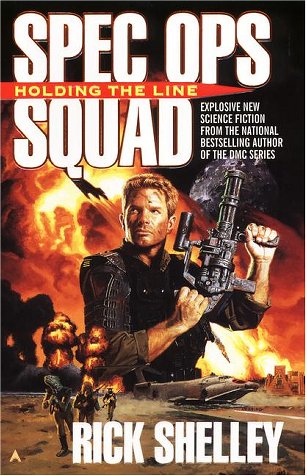 SPEC OPS
HOLDING THE LINE
SQUAD
EXPLOSIVE NEW
SCIENCE FICTION
FROM THE NATIONAL
BESTSELLING AUTHOR
OF THE DMC SERIES
RICK SHELLEY